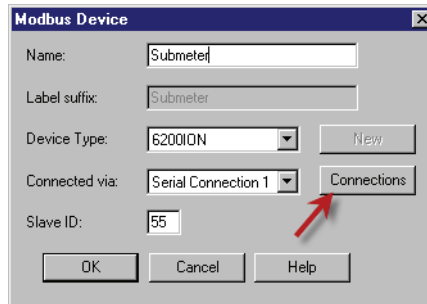 Modbus Device
Name: Submeter
Label suffix: Submeter
Device Type: 6200ION New
Connected via: Serial Connection 1 Connections
Slave ID: 55
OK Cancel Help